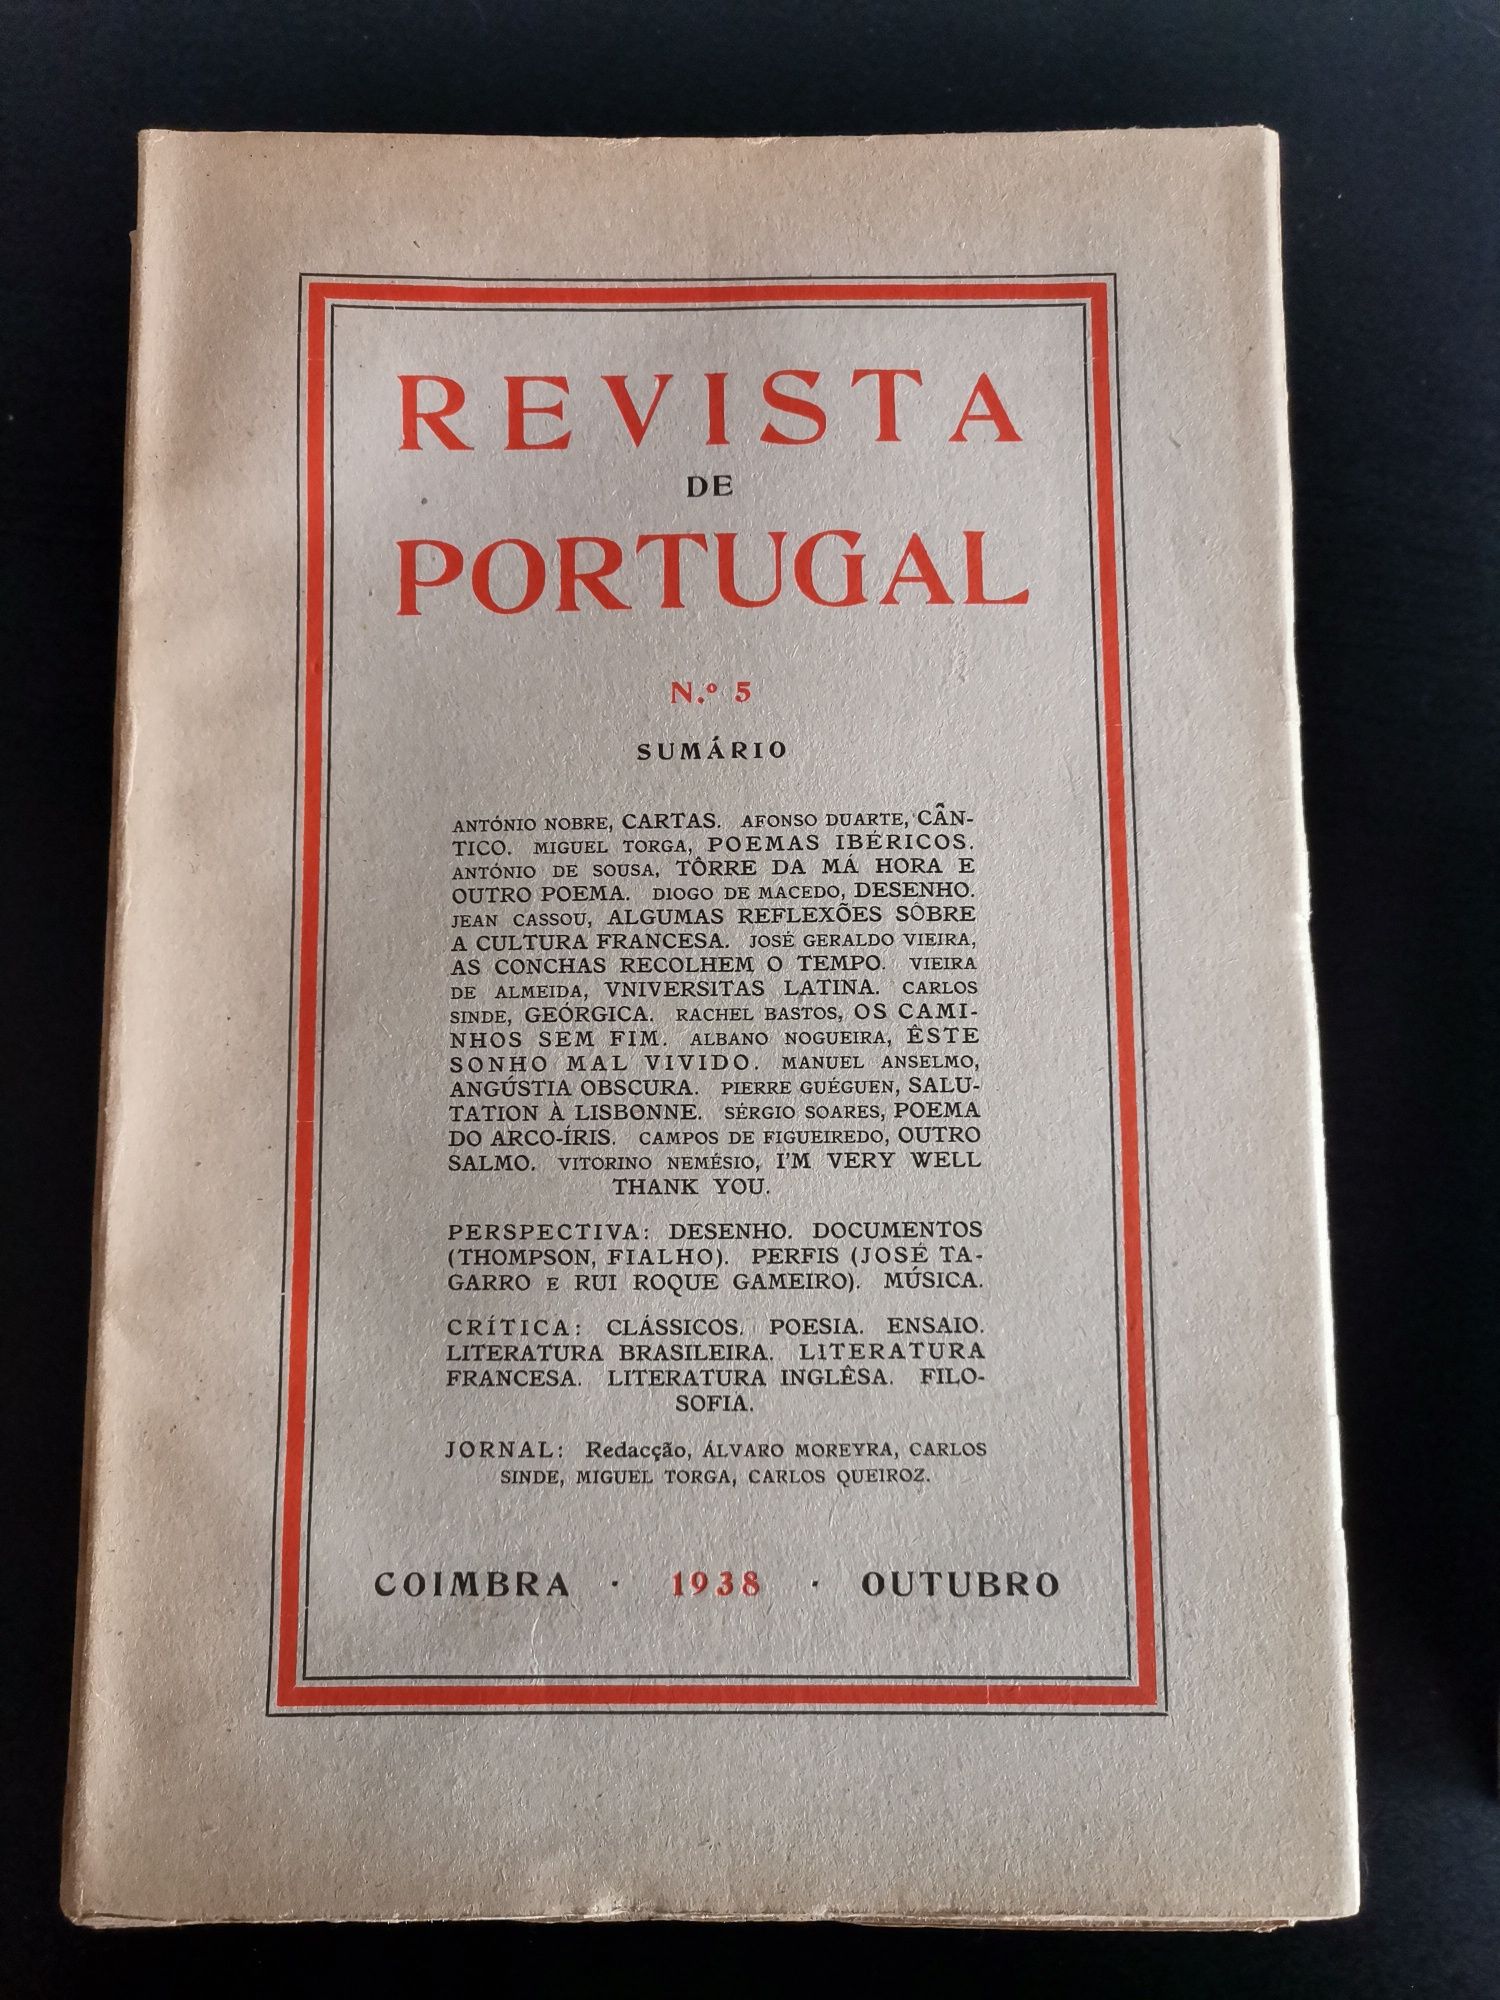 REVISTA
DE
PORTUGAL
N.º 5
SUMÁRIO
ANTÓNIO NOBRE, CARTAS. AFONSO DUARTE, CÂN-
TICO. MIGUEL TORGA, POEMAS IBÉRICOS.
ANTÓNIO DE SOUSA, TÔRRE DA MÁ HORA E
OUTRO POEMA. DIOGO DE MACEDO, DESENHO.
JEAN CASSOU, ALGUMAS REFLEXÕES SÔBRE
A CULTURA FRANCESA. JOSÉ GERALDO VIEIRA,
AS CONCHAS RECOLHEM O TEMPO. VIEIRA
DE ALMEIDA, VNIVERSITAS LATINA. CARLOS
SINDE, GEÓRGICA. RACHEL BASTOS, OS CAMI-
NHOS SEM FIM. ALBANO NOGUEIRA, ÊSTE
SONHO MAL VIVIDO. MANUEL ANSELMO,
ANGÚSTIA OBSCURA. PIERRE GUÉGUEN, SALU-
TATION À LISBONNE. SÉRGIO SOARES, POEMA
DO ARCO-ÍRIS. CAMPOS DE FIGUEIREDO, OUTRO
SALMO. VITORINO NEMÉSIO, I'M VERY WELL
THANK YOU.
PERSPECTIVA: DESENHO. DOCUMENTOS
(THOMPSON, FIALHO). PERFIS (JOSÉ TA-
GARRO E RUI ROQUE GAMEIRO). MÚSICA.
CRÍTICA: CLÁSSICOS. POESIA. ENSAIO.
LITERATURA BRASILEIRA. LITERATURA
FRANCESA. LITERATURA INGLÊSA. FILO-
SOFIA.
JORNAL: Redacção, ÁLVARO MOREYRA, CARLOS
SINDE, MIGUEL TORGA, CARLOS QUEIROZ.
COIMBRA · 1938 · OUTUBRO